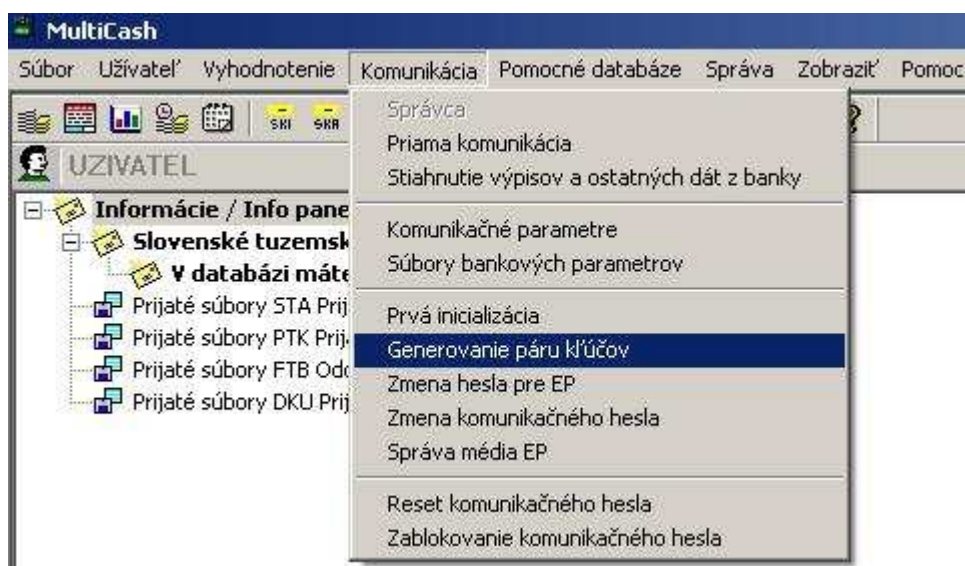 MultiCash
Súbor Užívateľ Vyhodnotenie Komunikácia Pomocné databáze Správa Zobraziť Pomoc
SKI SKA
UZIVATEL
Informácie / Info pane
Slovenské tuzemsk
V databázi máte
Prijaté súbory STA Prij
Prijaté súbory PTK Prij
Prijaté súbory FTB Odo
Prijaté súbory DKU Prij
Správca
Priama komunikácia
Stiahnutie výpisov a ostatných dát z banky
Komunikačné parametre
Súbory bankových parametrov
Prvá inicializácia
Generovanie páru kľúčov
Zmena hesla pre EP
Zmena komunikačného hesla
Správa média EP
Reset komunikačného hesla
Zablokovanie komunikačného hesla